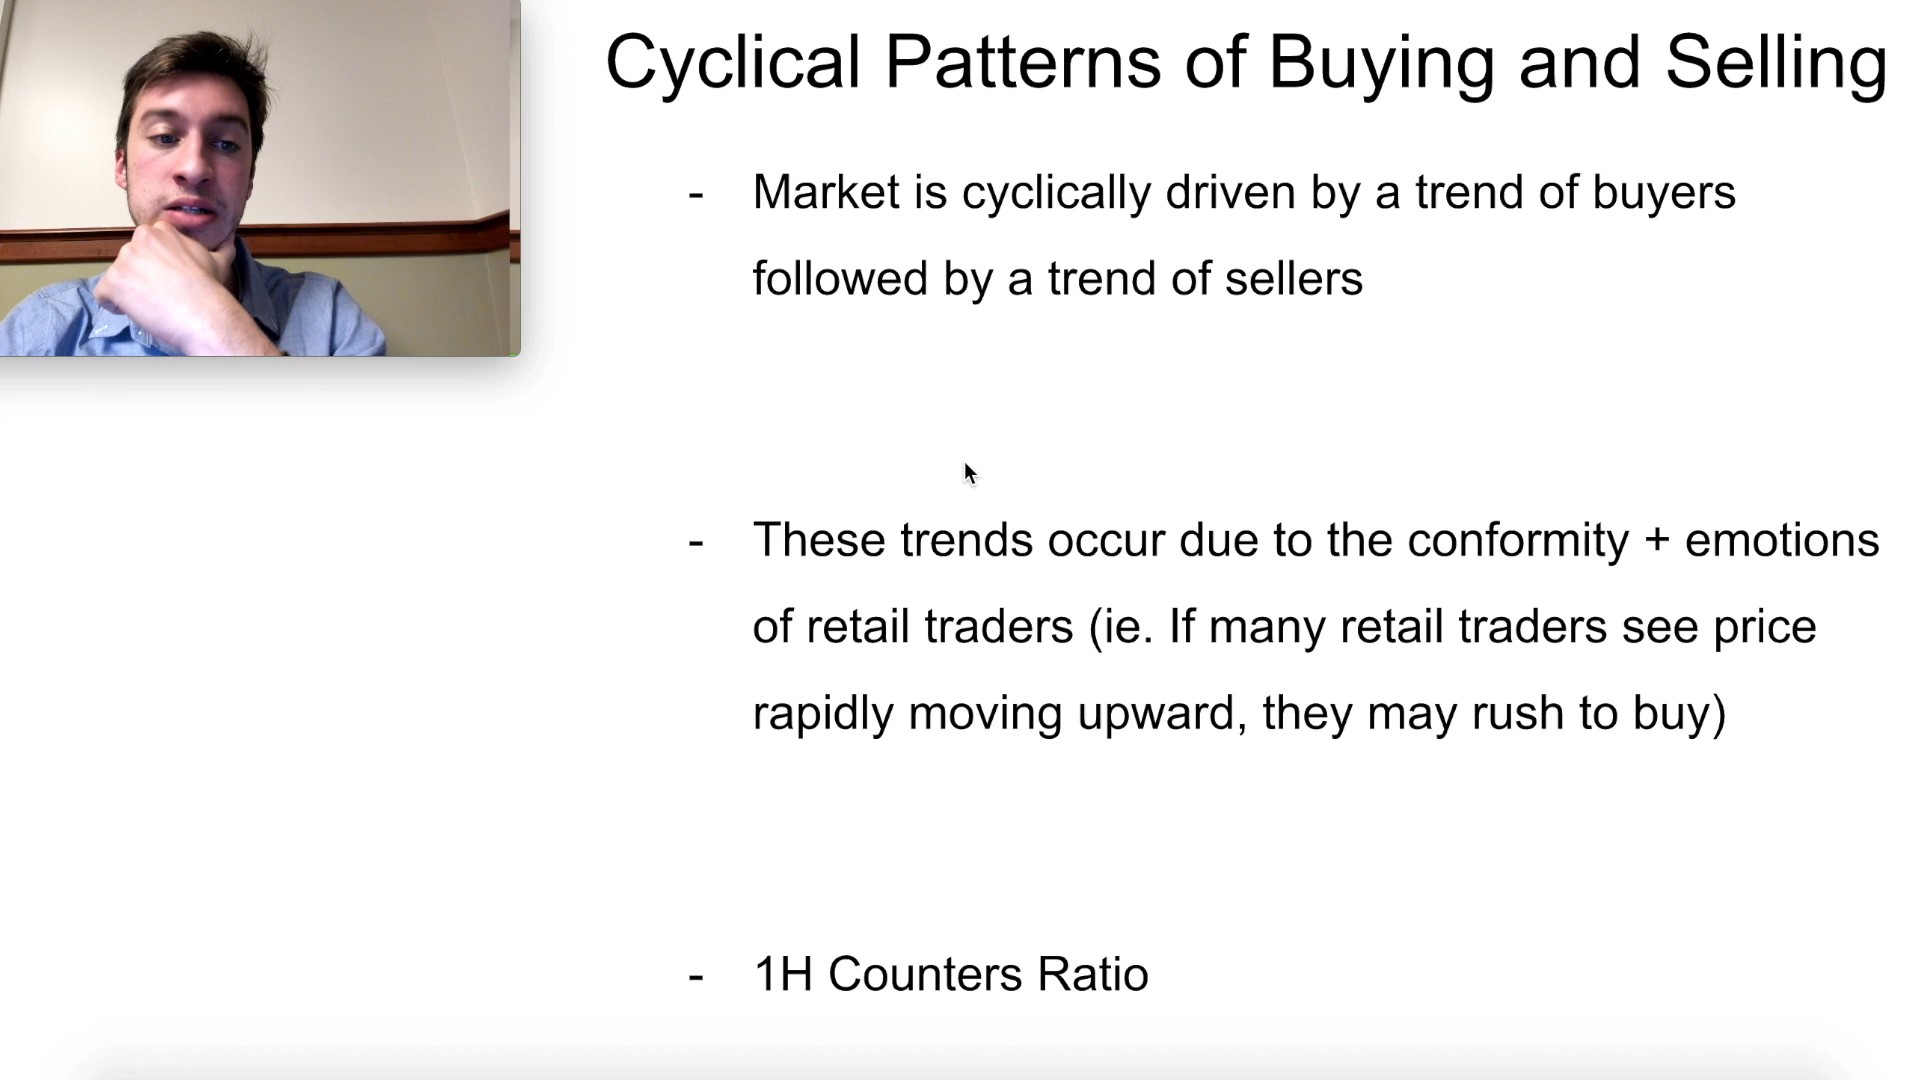 Cyclical Patterns of Buying and Selling
- Market is cyclically driven by a trend of buyers
followed by a trend of sellers
- These trends occur due to the conformity + emotions
of retail traders (ie. If many retail traders see price
rapidly moving upward, they may rush to buy)
- 1H Counters Ratio